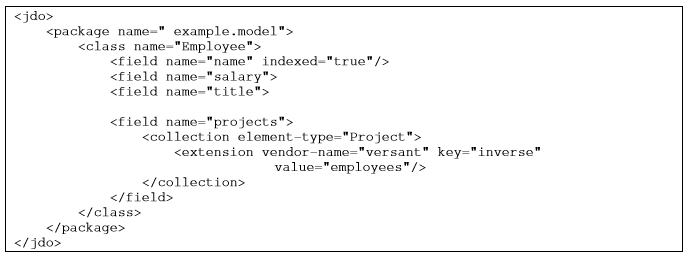 <jdo>
    <package name=" example.model">
        <class name="Employee">
            <field name="name" indexed="true"/>
            <field name="salary">
            <field name="title">

            <field name="projects">
                <collection element-type="Project">
                    <extension vendor-name="versant" key="inverse"
                                value="employees"/>
                </collection>
            </field>
        </class>
    </package>
</jdo>